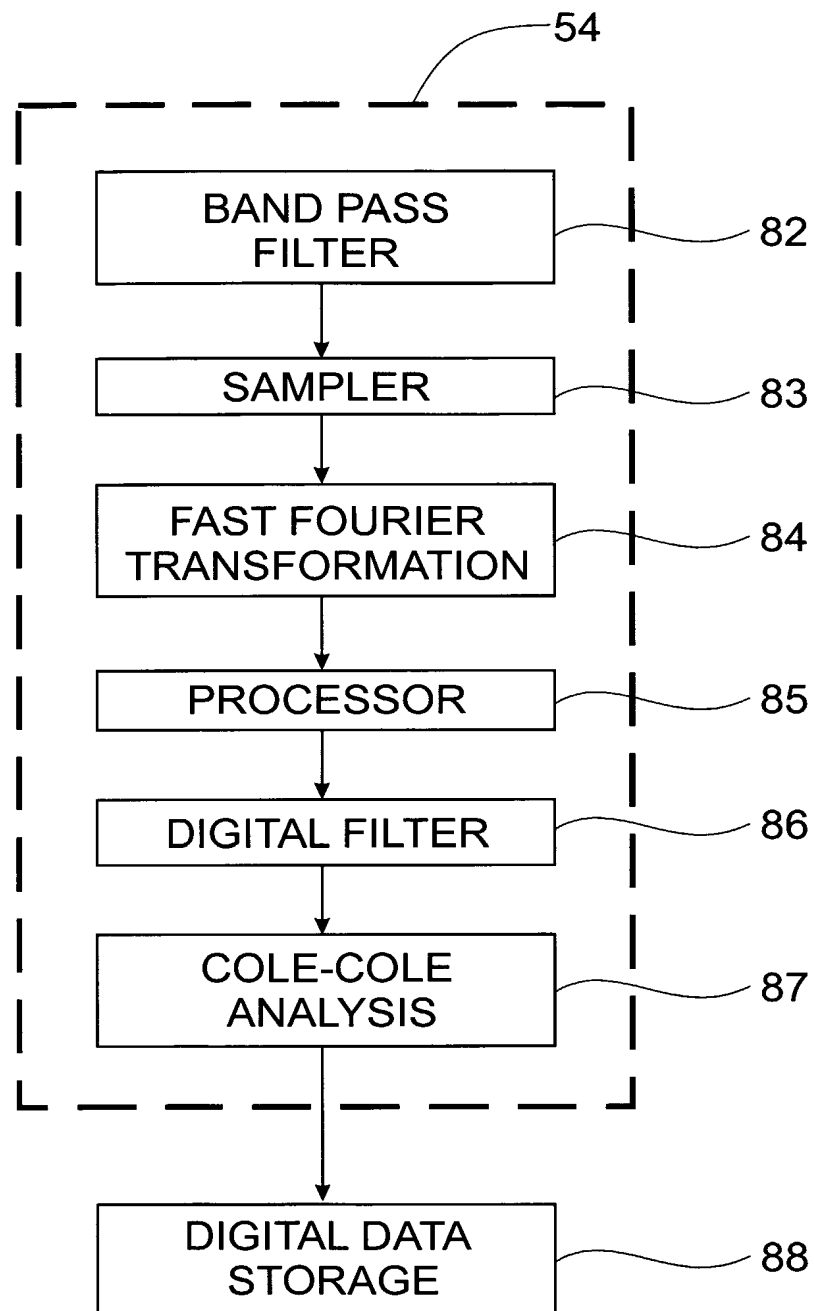 54
BAND PASS
FILTER
82
SAMPLER
83
FAST FOURIER
TRANSFORMATION
84
PROCESSOR
85
DIGITAL FILTER
86
COLE-COLE
ANALYSIS
87
DIGITAL DATA
STORAGE
88